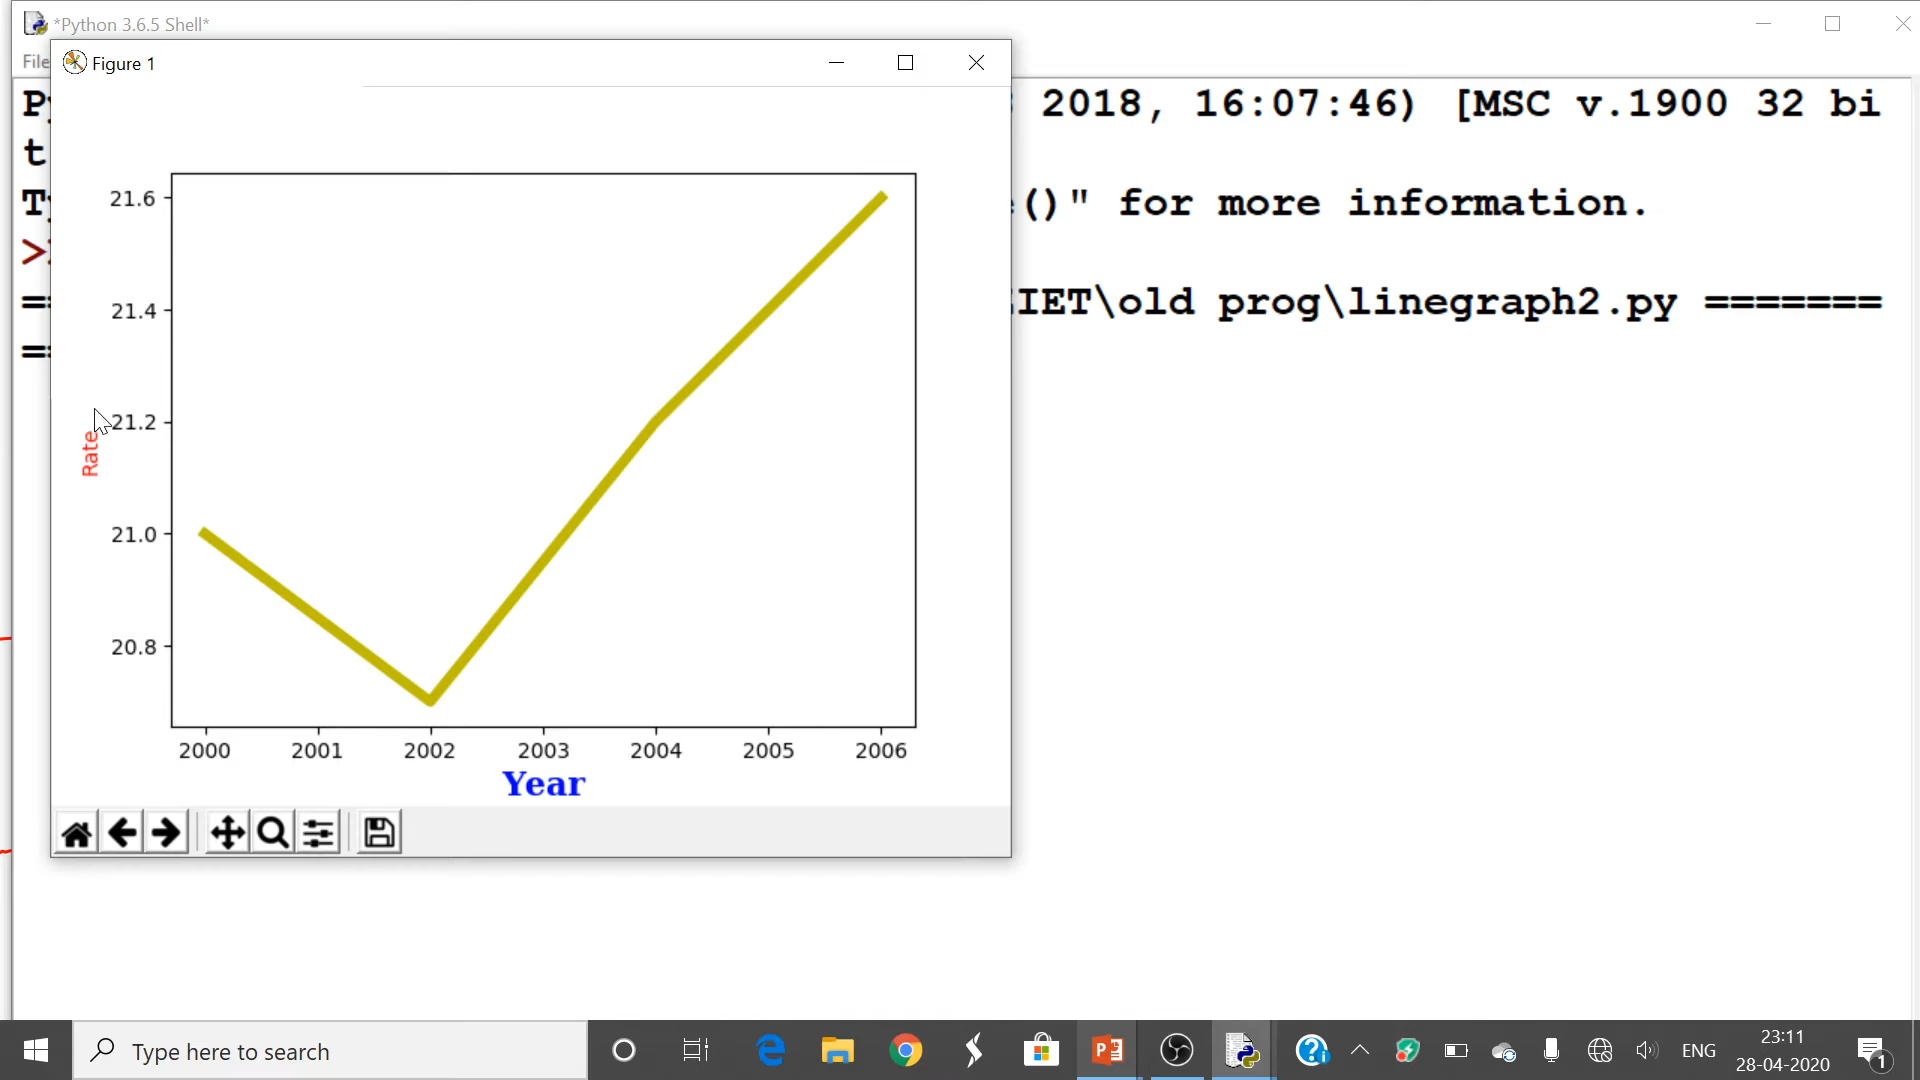 *Python 3.6.5 Shell*
File
Figure 1
2018, 16:07:46) [MSC v.1900 32 bi
t
()" for more information.
IET\old prog\linegraph2.py =======
==
21.6
21.4
21.2
21.0
20.8
Rate
2000 2001 2002 2003 2004 2005 2006
Year
Type here to search
ENG
23:11
28-04-2020
1